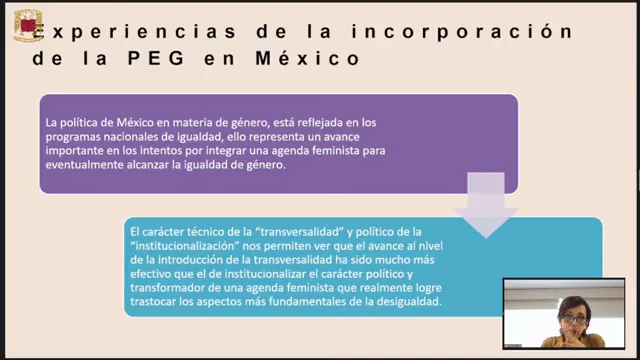 Experiencias de la incorporación
de la PEG en México
La política de México en materia de género, está reflejada en los
programas nacionales de igualdad, ello representa un avance
importante en los intentos por integrar una agenda feminista para
eventualmente alcanzar la igualdad de género.
El carácter técnico de la “transversalidad” y político de la
“institucionalización” nos permiten ver que el avance al nivel
de la introducción de la transversalidad ha sido mucho más
efectivo que el de institucionalizar el carácter político y
transformador de una agenda feminista que realmente logre
trastocar los aspectos más fundamentales de la desigualdad.